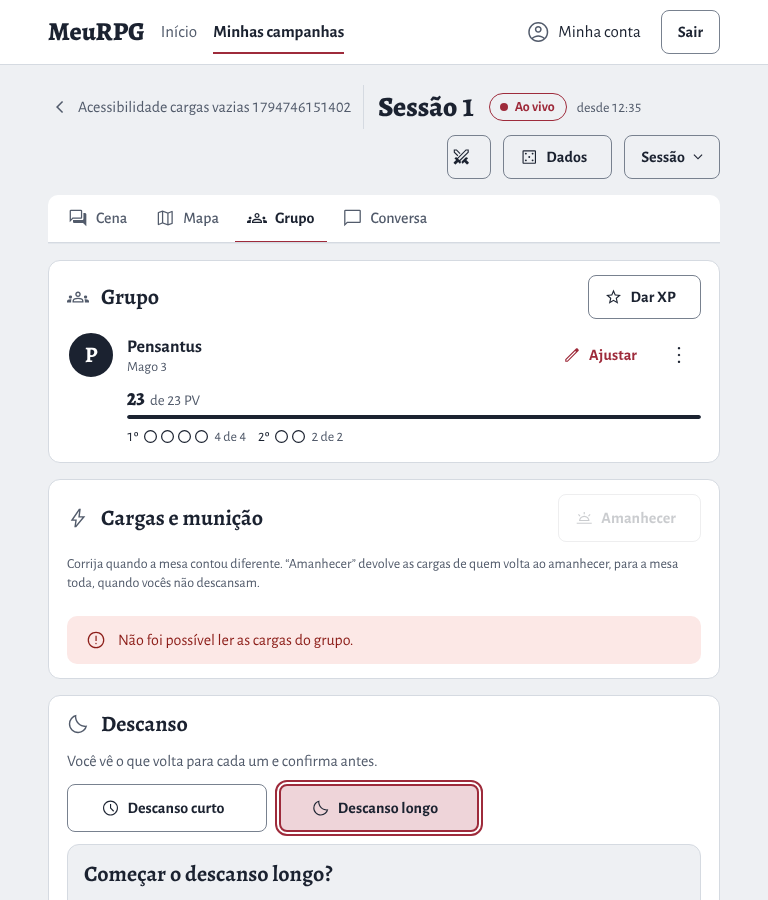 MeuRPG Início Minhas campanhas Minha conta Sair
Acessibilidade cargas vazias 1794746151402 Sessão 1 Ao vivo desde 12:35
Dados Sessão
Cena Mapa Grupo Conversa
Grupo Dar XP
P Pensantus Ajustar
Mago 3
23 de 23 PV
1º 4 de 4 2º 2 de 2
Cargas e munição Amanhecer
Corrija quando a mesa contou diferente. “Amanhecer” devolve as cargas de quem volta ao amanhecer, para a mesa
toda, quando vocês não descansam.
Não foi possível ler as cargas do grupo.
Descanso
Você vê o que volta para cada um e confirma antes.
Descanso curto Descanso longo
Começar o descanso longo?